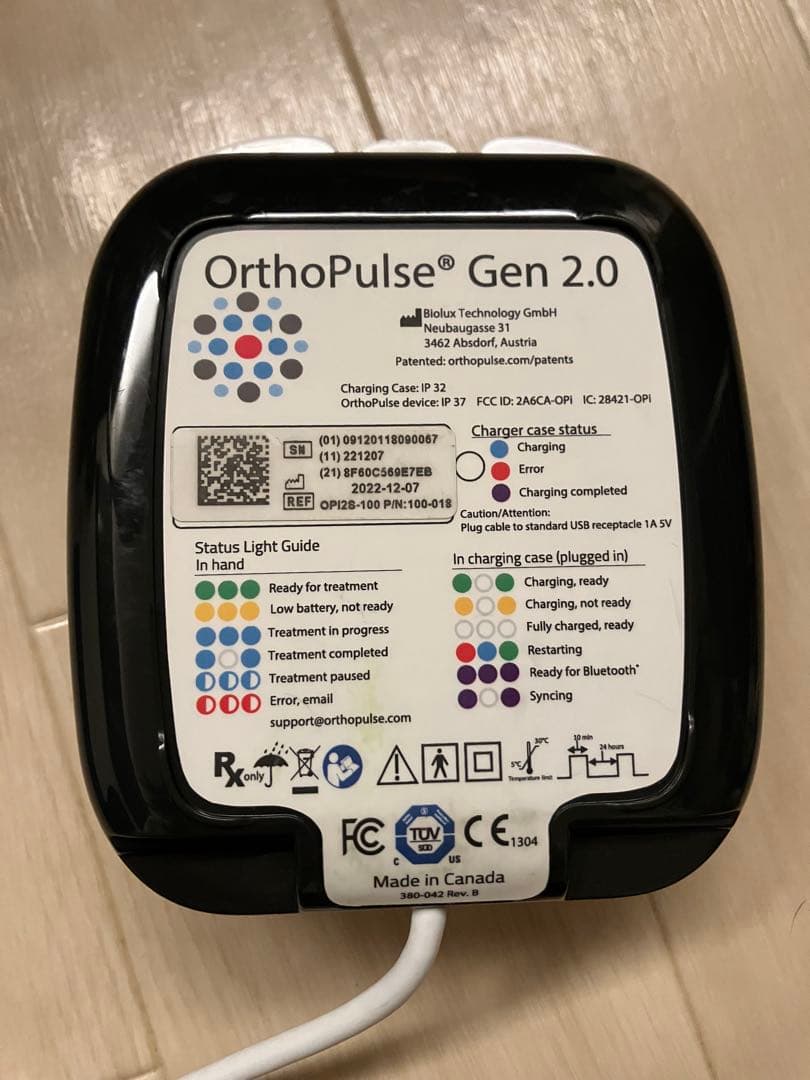 OrthoPulse® Gen 2.0
Biolux Technology GmbH
Neubaugasse 31
3462 Absdorf, Austria
Patented: orthopulse.com/patents
Charging Case: IP 32
OrthoPulse device: IP 37 FCC ID: 2A6CA-OPi IC: 28421-OPi
SN
(01) 09120118090067
(11) 221207
(21) 8F60C569E7EB
2022-12-07
REF OPI2S-100 P/N:100-018
Charger case status
Charging
Error
Charging completed
Caution/Attention:
Plug cable to standard USB receptacle 1A 5V
Status Light Guide
In hand
Ready for treatment
Low battery, not ready
Treatment in progress
Treatment completed
Treatment paused
Error, email
support@orthopulse.com
In charging case (plugged in)
Charging, ready
Charging, not ready
Fully charged, ready
Restarting
Ready for Bluetooth*
Syncing
Rx only
5°C
30°C
Temperature limit
10 min
24 hours
FC
C TÜV SÜD US
CE 1304
Made in Canada
380-042 Rev. B